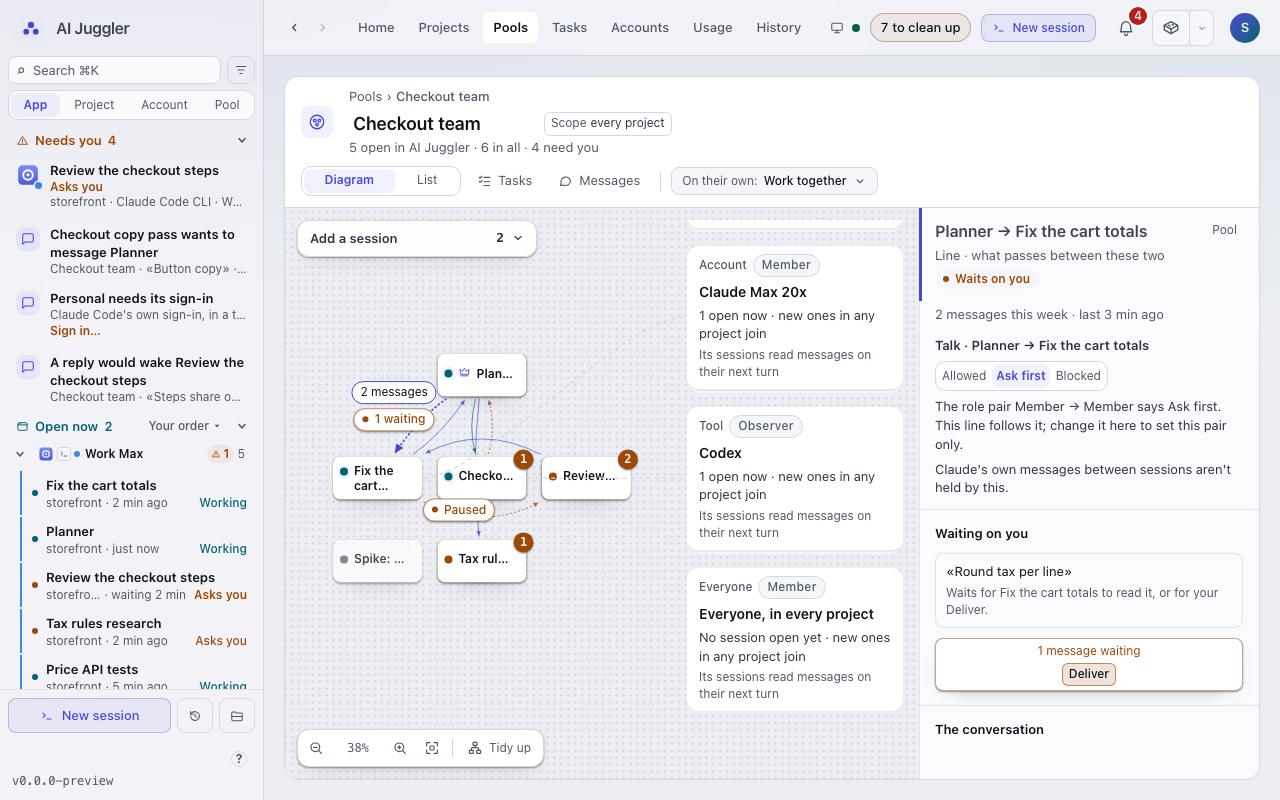 AI Juggler
Search ⌘K
App
Project
Account
Pool
Needs you 4
Review the checkout steps
Asks you
storefront · Claude Code CLI · W...
Checkout copy pass wants to
message Planner
Checkout team · «Button copy» ·...
Personal needs its sign-in
Claude Code's own sign-in, in a t...
Sign in...
A reply would wake Review the
checkout steps
Checkout team · «Steps share o...
Open now 2
Your order
Work Max
1
5
Fix the cart totals
storefront · 2 min ago
Working
Planner
storefront · just now
Working
Review the checkout steps
storefro... · waiting 2 min
Asks you
Tax rules research
storefront · 2 min ago
Asks you
Price API tests
storefront · 5 min ago
Working
New session
?
v0.0.0-preview
Home
Projects
Pools
Tasks
Accounts
Usage
History
7 to clean up
New session
4
S
Pools › Checkout team
Checkout team
Scope every project
5 open in AI Juggler · 6 in all · 4 need you
Diagram
List
Tasks
Messages
On their own: Work together
Add a session
2
Plan...
2 messages
1 waiting
Fix the
cart...
Checko...
1
Review...
2
Paused
Spike: ...
Tax rul...
1
Account
Member
Claude Max 20x
1 open now · new ones in any
project join
Its sessions read messages on
their next turn
Tool
Observer
Codex
1 open now · new ones in any
project join
Its sessions read messages on
their next turn
Everyone
Member
Everyone, in every project
No session open yet · new ones
in any project join
Its sessions read messages on
their next turn
38%
Tidy up
Planner → Fix the cart totals
Pool
Line · what passes between these two
Waits on you
2 messages this week · last 3 min ago
Talk · Planner → Fix the cart totals
Allowed
Ask first
Blocked
The role pair Member → Member says Ask first.
This line follows it; change it here to set this pair
only.
Claude's own messages between sessions aren't
held by this.
Waiting on you
«Round tax per line»
Waits for Fix the cart totals to read it, or for your
Deliver.
1 message waiting
Deliver
The conversation